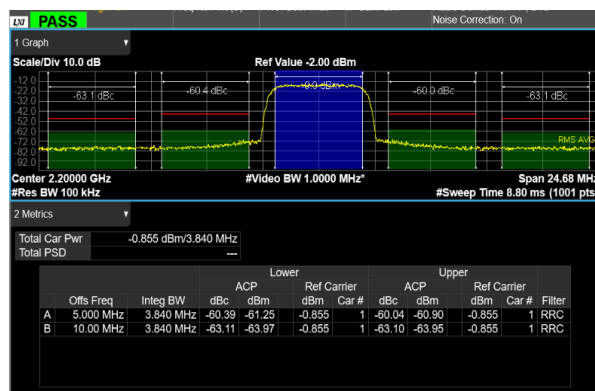 LXI PASS
Noise Correction: On
1 Graph
Scale/Div 10.0 dB Ref Value -2.00 dBm
-12.0
-22.0
-32.0
-42.0
-52.0
-62.0
-72.0
-82.0
-92.0
-63.1 dBc -60.4 dBc -0.9 dBm -60.0 dBc -63.1 dBc
RMS AVG
Center 2.20000 GHz #Video BW 1.0000 MHz* Span 24.68 MHz
#Res BW 100 kHz #Sweep Time 8.80 ms (1001 pts
2 Metrics
Total Car Pwr -0.855 dBm/3.840 MHz
Total PSD ---
Lower Upper
ACP Ref Carrier ACP Ref Carrier
Offs Freq Integ BW dBc dBm dBm Car # dBc dBm dBm Car # Filter
A 5.000 MHz 3.840 MHz -60.39 -61.25 -0.855 1 -60.04 -60.90 -0.855 1 RRC
B 10.00 MHz 3.840 MHz -63.11 -63.97 -0.855 1 -63.10 -63.95 -0.855 1 RRC